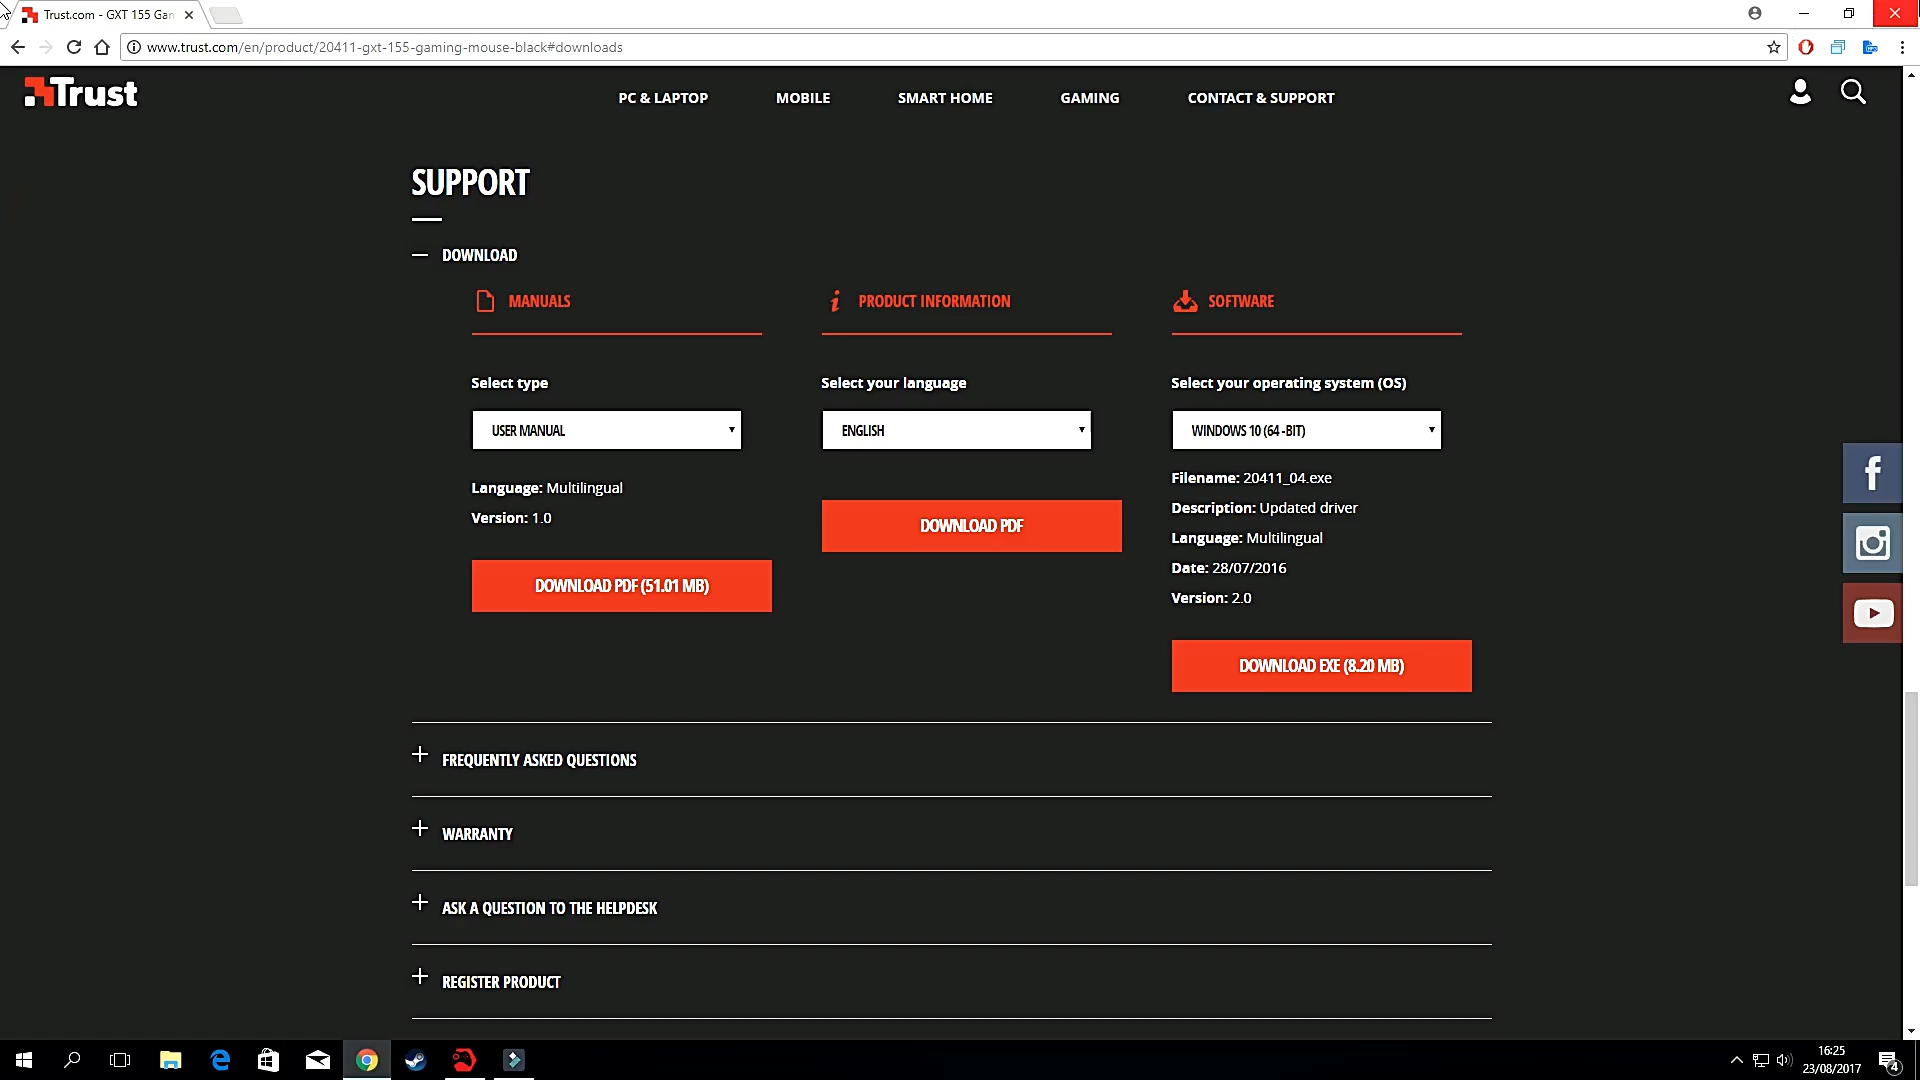 Trust.com - GXT 155 Gan
www.trust.com/en/product/20411-gxt-155-gaming-mouse-black#downloads
Trust
PC & LAPTOP
MOBILE
SMART HOME
GAMING
CONTACT & SUPPORT
SUPPORT
DOWNLOAD
MANUALS
PRODUCT INFORMATION
SOFTWARE
Select type
Select your language
Select your operating system (OS)
USER MANUAL
ENGLISH
WINDOWS 10 (64 -BIT)
Language: Multilingual
Version: 1.0
DOWNLOAD PDF (51.01 MB)
DOWNLOAD PDF
Filename: 20411_04.exe
Description: Updated driver
Language: Multilingual
Date: 28/07/2016
Version: 2.0
DOWNLOAD EXE (8.20 MB)
FREQUENTLY ASKED QUESTIONS
WARRANTY
ASK A QUESTION TO THE HELPDESK
REGISTER PRODUCT
16:25
23/08/2017
4